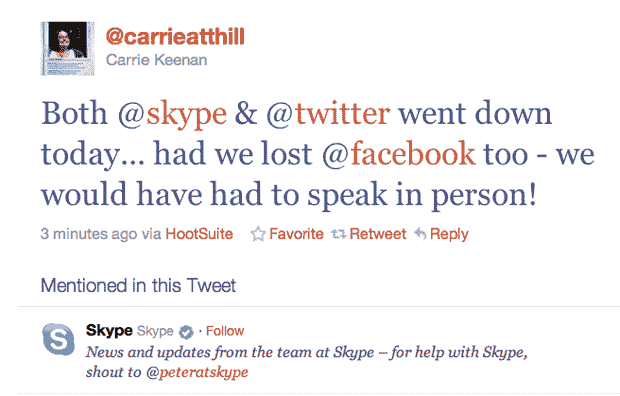 @carrieatthill
Carrie Keenan
Both @skype & @twitter went down
today... had we lost @facebook too - we
would have had to speak in person!
3 minutes ago via HootSuite Favorite Retweet Reply
Mentioned in this Tweet
Skype Skype · Follow
News and updates from the team at Skype – for help with Skype,
shout to @peteratskype